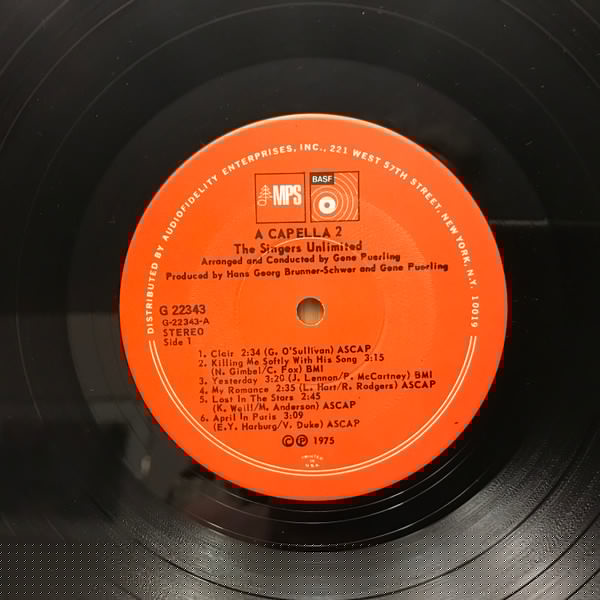 DISTRIBUTED BY AUDIOFIDELITY ENTERPRISES, INC., 221 WEST 57TH STREET, NEW YORK, N.Y. 10019
MPS
BASF
A CAPELLA 2
The Singers Unlimited
Arranged and Conducted by Gene Puerling
Produced by Hans Georg Brunner-Schwer and Gene Puerling
G 22343
G-22343-A
STEREO
Side 1
1. Clair 2:34 (G. O'Sullivan) ASCAP
2. Killing Me Softly With His Song 3:15
(N. Gimbel/C. Fox) BMI
3. Yesterday 3:20 (J. Lennon/P. McCartney) BMI
4. My Romance 2:35 (L. Hart/R. Rodgers) ASCAP
5. Lost In The Stars 2:45
(K. Weill/M. Anderson) ASCAP
6. April In Paris 3:09
(E.Y. Harburg/V. Duke) ASCAP
© ℗ 1975
PRINTED
IN
U.S.A.